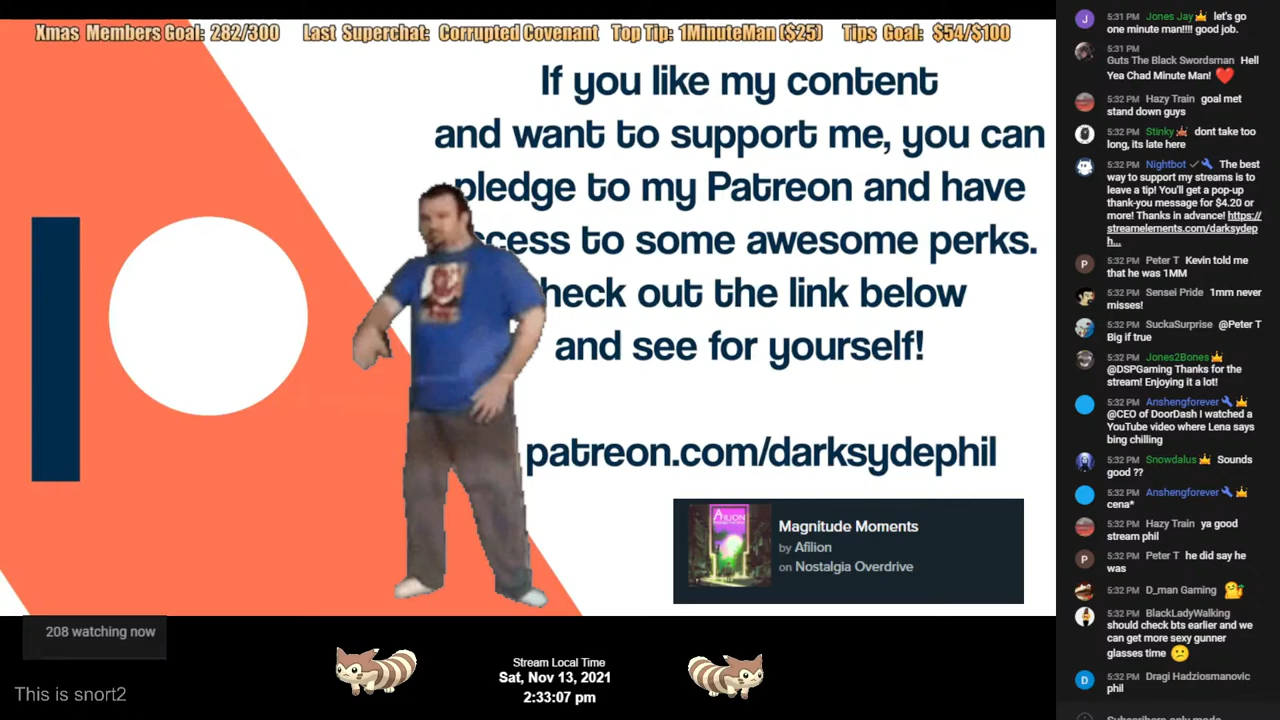 Xmas Members Goal: 282/300 Last Superchat: Corrupted Covenant Top Tip: 1MinuteMan ($25) Tips Goal: $54/$100
If you like my content
and want to support me, you can
pledge to my Patreon and have
to some awesome perks.
out the link below
and see for yourself!
patreon.com/darksydephil
Magnitude Moments
by Afilion
on Nostalgia Overdrive
AFILION
208 watching now
This is snort2
Stream Local Time
Sat, Nov 13, 2021
2:33:07 pm
J
5:31 PM Jones Jay let's go
one minute man!!!! good job.
5:31 PM
Guts The Black Swordsman Hell
Yea Chad Minute Man!
5:32 PM Hazy Train goal met
stand down guys
5:32 PM Stinky dont take too
long, its late here
5:32 PM Nightbot The best
way to support my streams is to
leave a tip! You'll get a pop-up
thank-you message for $4.20 or
more! Thanks in advance! https://
streamelements.com/darksydep
h...
P
5:32 PM Peter T Kevin told me
that he was 1MM
5:32 PM Sensei Pride 1mm never
misses!
5:32 PM SuckaSurprise @Peter T
Big if true
5:32 PM Jones2Bones
@DSPGaming Thanks for the
stream! Enjoying it a lot!
5:32 PM Anshengforever
@CEO of DoorDash I watched a
YouTube video where Lena says
bing chilling
5:32 PM Snowdalus Sounds
good ??
5:32 PM Anshengforever
cena*
5:32 PM Hazy Train ya good
stream phil
P
5:32 PM Peter T he did say he
was
5:32 PM D_man Gaming
5:32 PM BlackLadyWalking
should check bts earlier and we
can get more sexy gunner
glasses time
D
5:32 PM Dragi Hadziosmanovic
phil
Subscribers-only mode